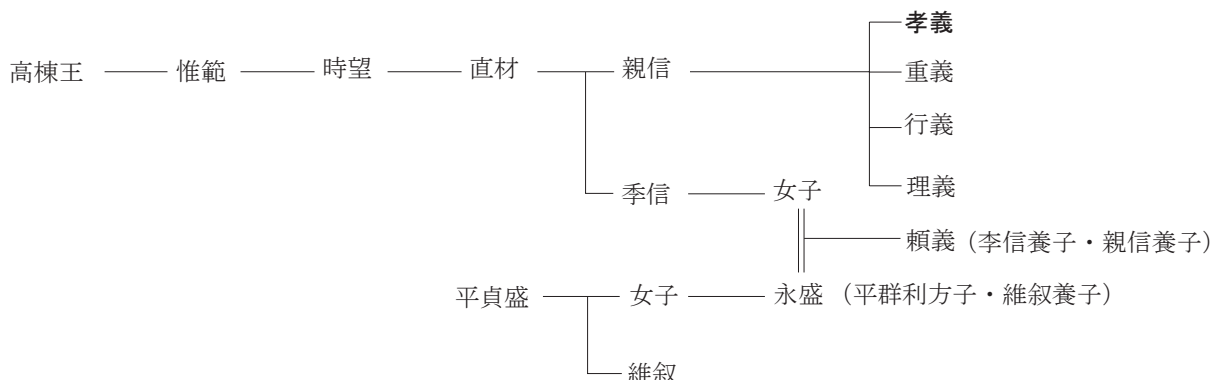 孝義
高棟王 惟範 時望 直材 親信 重義
行義
理義
季信 女子
頼義（李信養子・親信養子）
平貞盛 女子 永盛（平群利方子・維叙養子）
維叙